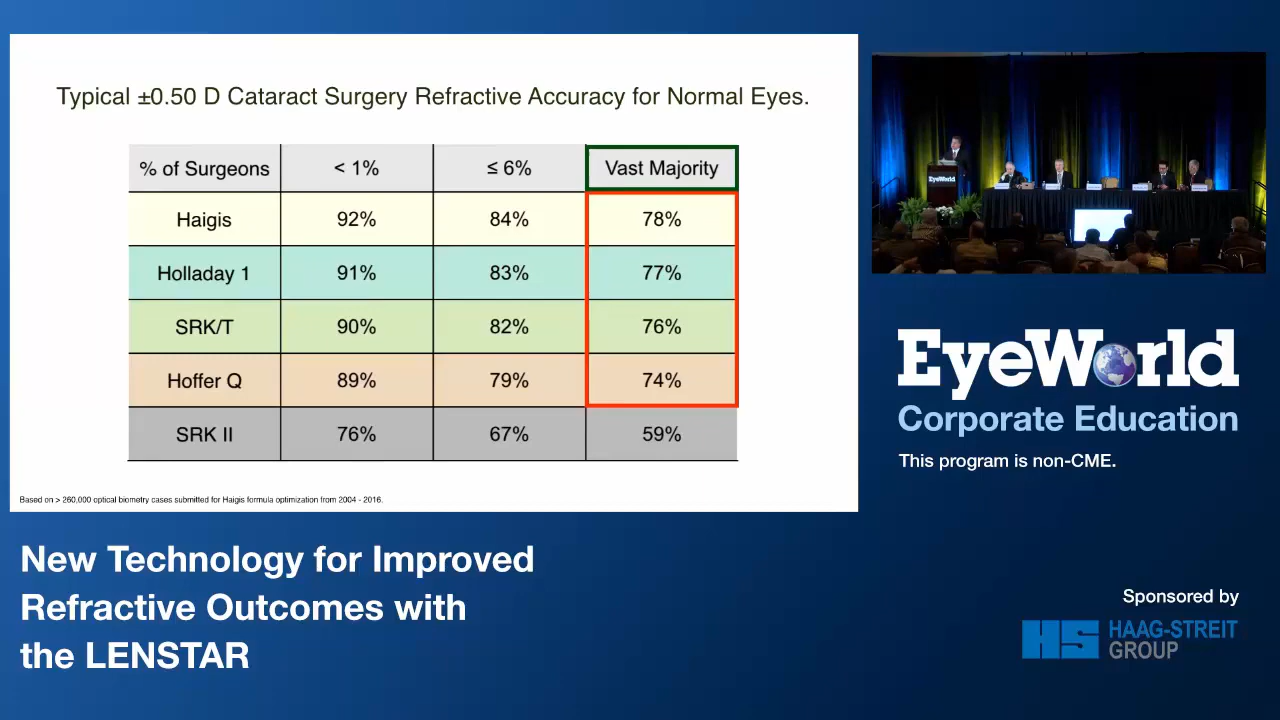 Typical ±0.50 D Cataract Surgery Refractive Accuracy for Normal Eyes.
% of Surgeons < 1% ≤ 6% Vast Majority
Haigis 92% 84% 78%
Holladay 1 91% 83% 77%
SRK/T 90% 82% 76%
Hoffer Q 89% 79% 74%
SRK II 76% 67% 59%
Based on > 260,000 optical biometry cases submitted for Haigis formula optimization from 2004 - 2016.
EyeWorld
EyeWorld
Corporate Education
This program is non-CME.
New Technology for Improved
Refractive Outcomes with
the LENSTAR
Sponsored by
HS HAAG-STREIT
GROUP